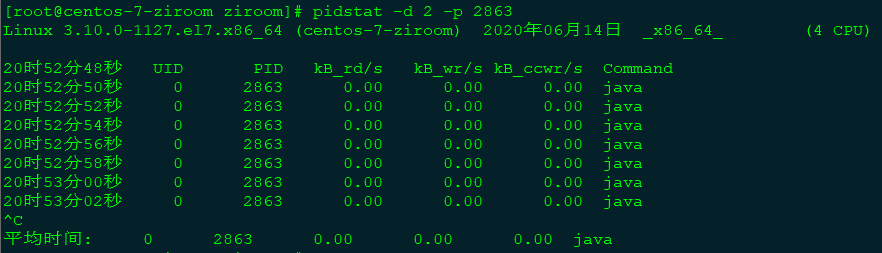 [root@centos-7-ziroom ziroom]# pidstat -d 2 -p 2863
Linux 3.10.0-1127.el7.x86_64 (centos-7-ziroom) 2020年06月14日 _x86_64_ (4 CPU)
20时52分48秒 UID PID kB_rd/s kB_wr/s kB_ccwr/s Command
20时52分50秒 0 2863 0.00 0.00 0.00 java
20时52分52秒 0 2863 0.00 0.00 0.00 java
20时52分54秒 0 2863 0.00 0.00 0.00 java
20时52分56秒 0 2863 0.00 0.00 0.00 java
20时52分58秒 0 2863 0.00 0.00 0.00 java
20时53分00秒 0 2863 0.00 0.00 0.00 java
20时53分02秒 0 2863 0.00 0.00 0.00 java
^C
平均时间: 0 2863 0.00 0.00 0.00 java